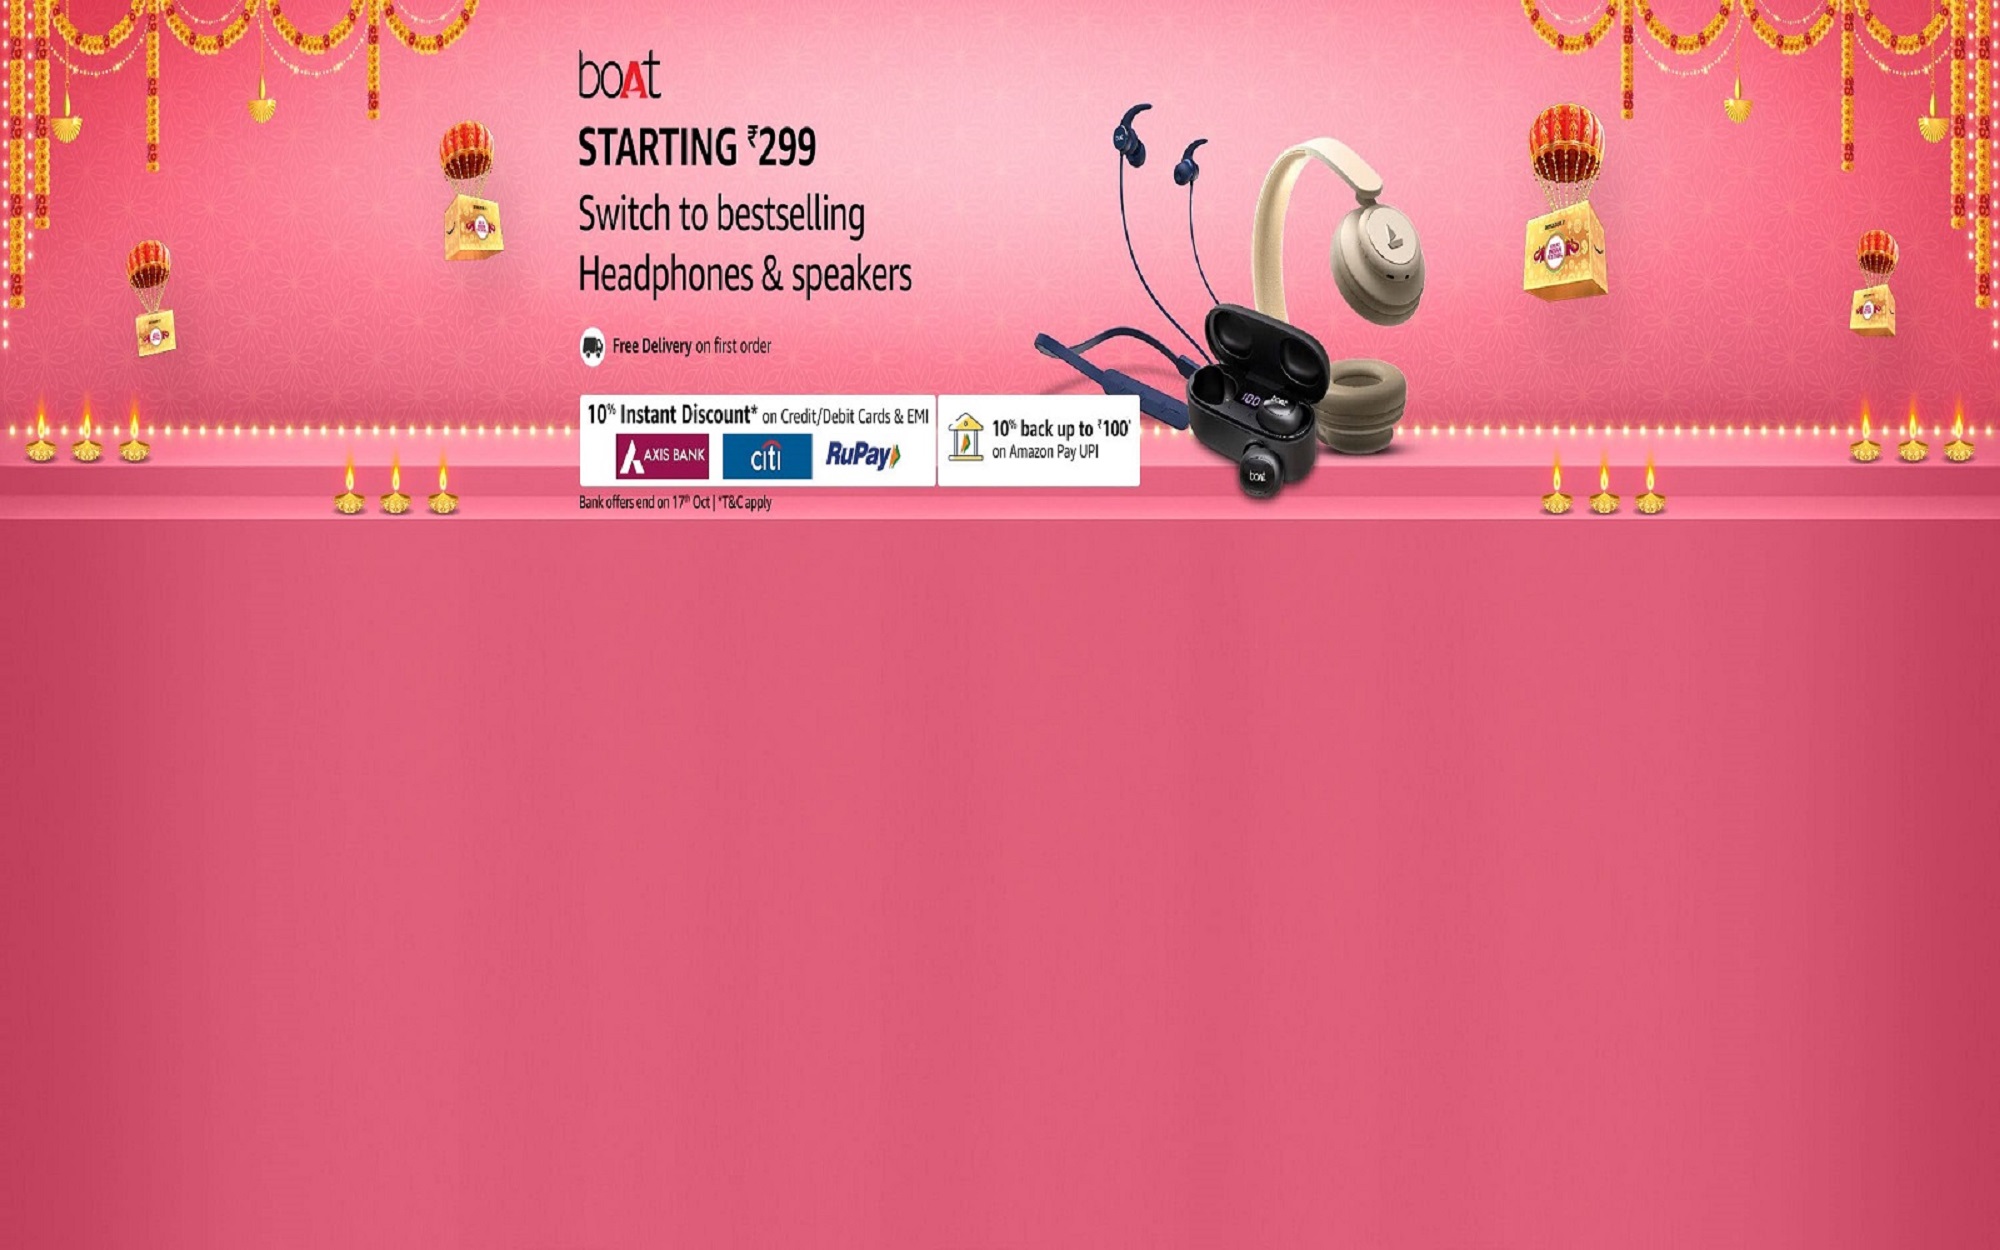 boAt
STARTING ₹299
Switch to bestselling
Headphones & speakers
Free Delivery on first order
10% Instant Discount* on Credit/Debit Cards & EMI
AXIS BANK citi RuPay
10% back up to ₹100*
on Amazon Pay UPI
Bank offers end on 17th Oct | *T&C apply
100
boAt